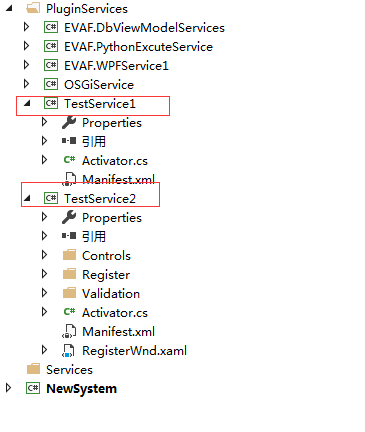 PluginServices
C# EVAF.DbViewModelServices
C# EVAF.PythonExcuteService
C# EVAF.WPFService1
C# OSGiService
C# TestService1
Properties
引用
C# Activator.cs
Manifest.xml
C# TestService2
Properties
引用
Controls
Register
Validation
C# Activator.cs
Manifest.xml
RegisterWnd.xaml
Services
C# NewSystem